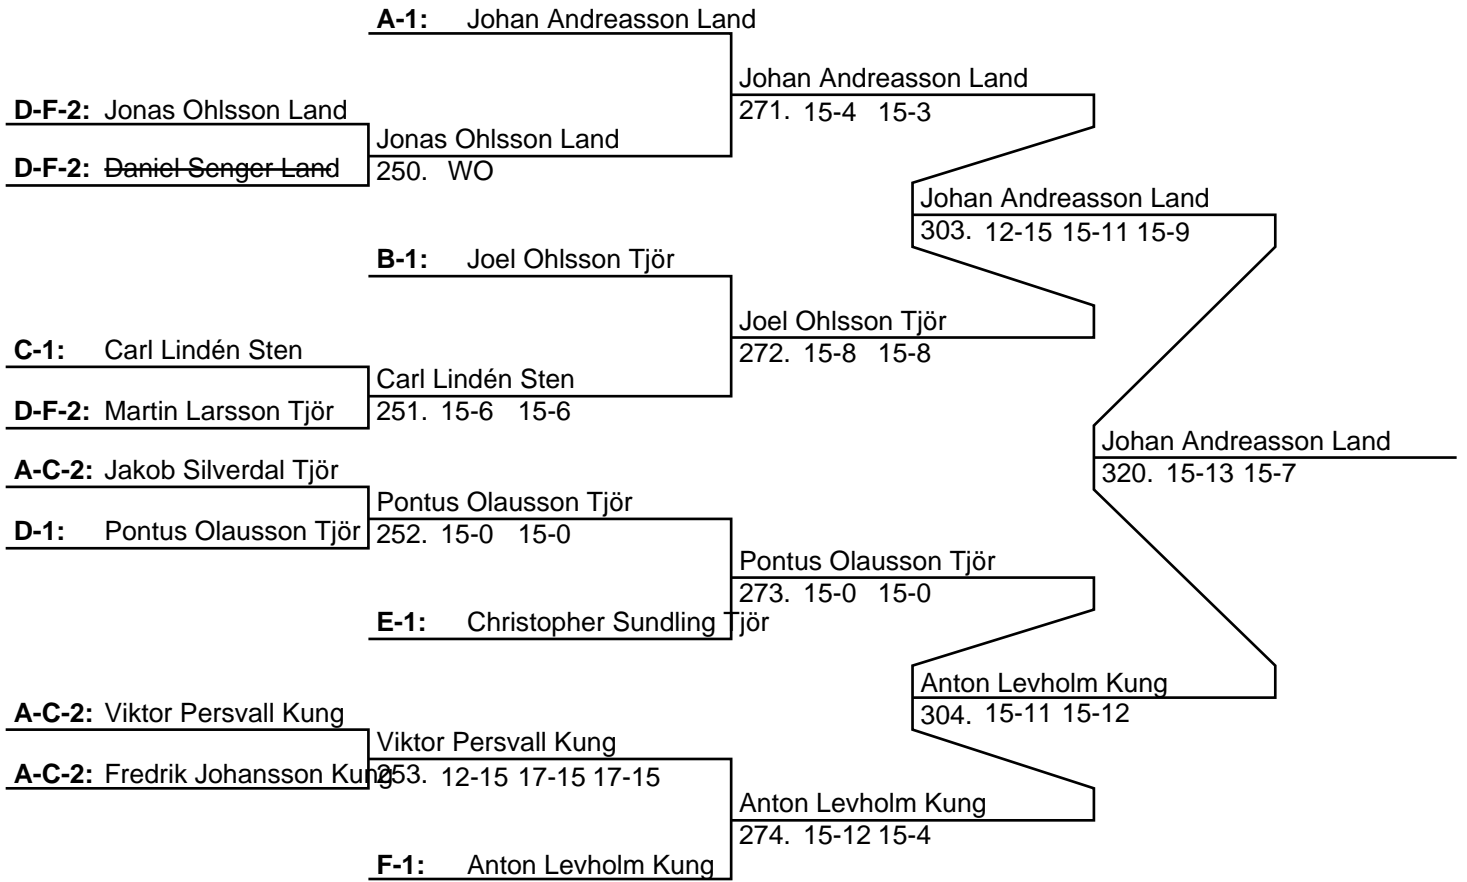 A-1: Johan Andreasson Land
Johan Andreasson Land
D-F-2: Jonas Ohlsson Land
271. 15-4 15-3
Jonas Ohlsson Land
D-F-2: Daniel Senger Land
250. WO
Johan Andreasson Land
303. 12-15 15-11 15-9
B-1: Joel Ohlsson Tjör
Joel Ohlsson Tjör
C-1: Carl Lindén Sten
272. 15-8 15-8
Carl Lindén Sten
D-F-2: Martin Larsson Tjör
251. 15-6 15-6
Johan Andreasson Land
A-C-2: Jakob Silverdal Tjör
320. 15-13 15-7
Pontus Olausson Tjör
D-1: Pontus Olausson Tjör
252. 15-0 15-0
Pontus Olausson Tjör
273. 15-0 15-0
E-1: Christopher Sundling Tjör
Anton Levholm Kung
A-C-2: Viktor Persvall Kung
304. 15-11 15-12
Viktor Persvall Kung
A-C-2: Fredrik Johansson Kung
253. 12-15 17-15 17-15
Anton Levholm Kung
274. 15-12 15-4
F-1: Anton Levholm Kung